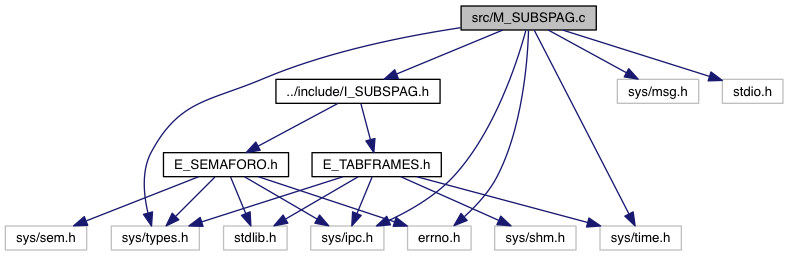 src/M_SUBSPAG.c
../include/I_SUBSPAG.h
sys/msg.h
stdio.h
E_SEMAFORO.h
E_TABFRAMES.h
sys/sem.h
sys/types.h
stdlib.h
sys/ipc.h
errno.h
sys/shm.h
sys/time.h